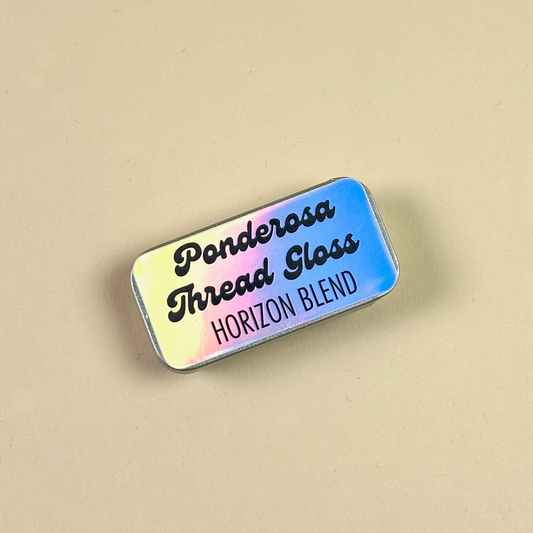 Ponderosa
Thread Gloss
HORIZON BLEND